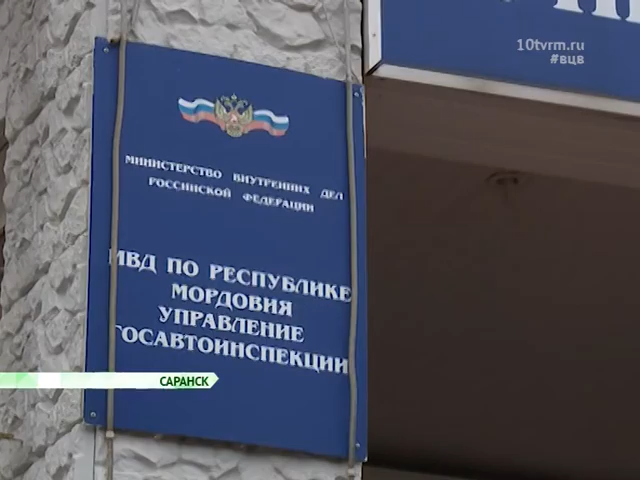 10tvrm.ru
#вцв
МИНИСТЕРСТВО ВНУТРЕННИХ ДЕЛ
РОССИЙСКОЙ ФЕДЕРАЦИИ
МВД ПО РЕСПУБЛИКЕ
МОРДОВИЯ
УПРАВЛЕНИЕ
ГОСАВТОИНСПЕКЦИИ
САРАНСК